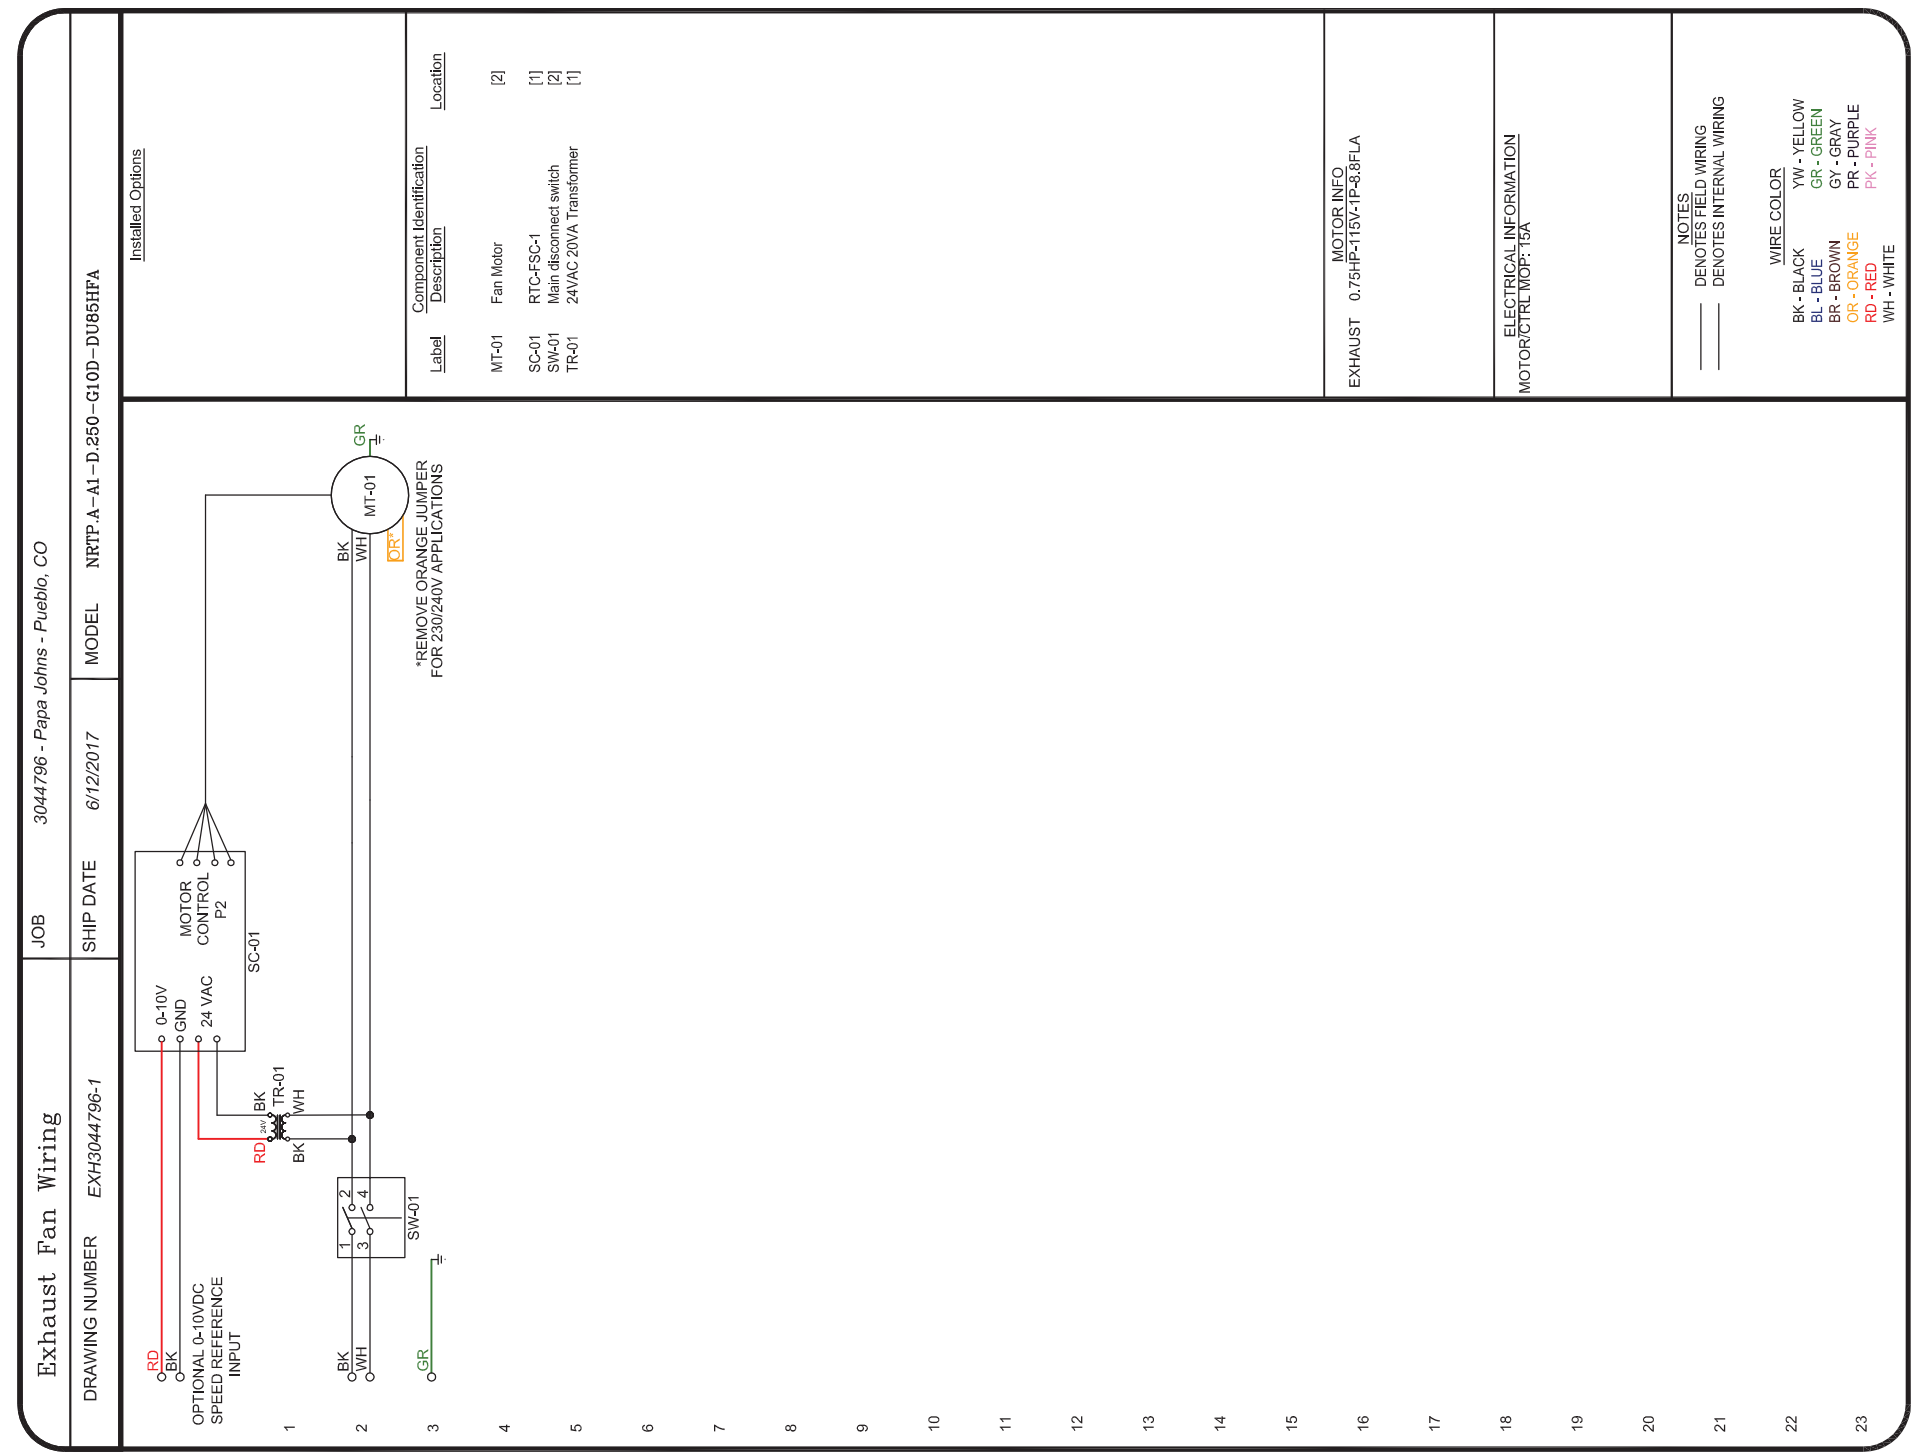 Exhaust Fan Wiring
JOB
3044796 - Papa Johns - Pueblo, CO
DRAWING NUMBER
EXH3044796-1
SHIP DATE
6/12/2017
MODEL
NRTP.A-A1-D.250-G10D-DU85HFA
RD
BK
OPTIONAL 0-10VDC
SPEED REFERENCE
INPUT
0-10V
GND
24 VAC
MOTOR
CONTROL
P2
SC-01
RD
24V
BK
TR-01
BK
WH
BK
WH
1
2
3
4
SW-01
GR
BK
WH
MT-01
GR
OR*
*REMOVE ORANGE JUMPER
FOR 230/240V APPLICATIONS
1
2
3
4
5
6
7
8
9
10
11
12
13
14
15
16
17
18
19
20
21
22
23
Installed Options
Component Identification
Label Description Location
MT-01 Fan Motor [2]
SC-01 RTC-FSC-1 [1]
SW-01 Main disconnect switch [2]
TR-01 24VAC 20VA Transformer [1]
MOTOR INFO
EXHAUST 0.75HP-115V-1P-8.8FLA
ELECTRICAL INFORMATION
MOTOR/CTRL MOP: 15A
NOTES
DENOTES FIELD WIRING
DENOTES INTERNAL WIRING
WIRE COLOR
BK - BLACK YW - YELLOW
BL - BLUE GR - GREEN
BR - BROWN GY - GRAY
OR - ORANGE PR - PURPLE
RD - RED PK - PINK
WH - WHITE